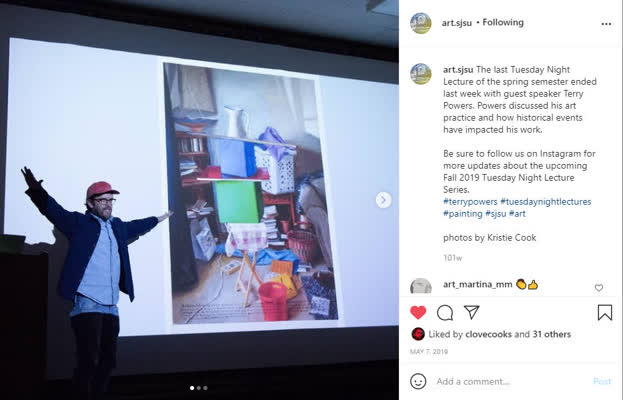 art.sjsu • Following
art.sjsu The last Tuesday Night
Lecture of the spring semester ended
last week with guest speaker Terry
Powers. Powers discussed his art
practice and how historical events
have impacted his work.
Be sure to follow us on Instagram for
more updates about the upcoming
Fall 2019 Tuesday Night Lecture
Series.
#terrypowers #tuesdaynightlectures
#painting #sjsu #art
photos by Kristie Cook
101w
art_martina_mm 👏👍
Liked by clovecooks and 31 others
MAY 7, 2019
Add a comment...
Post